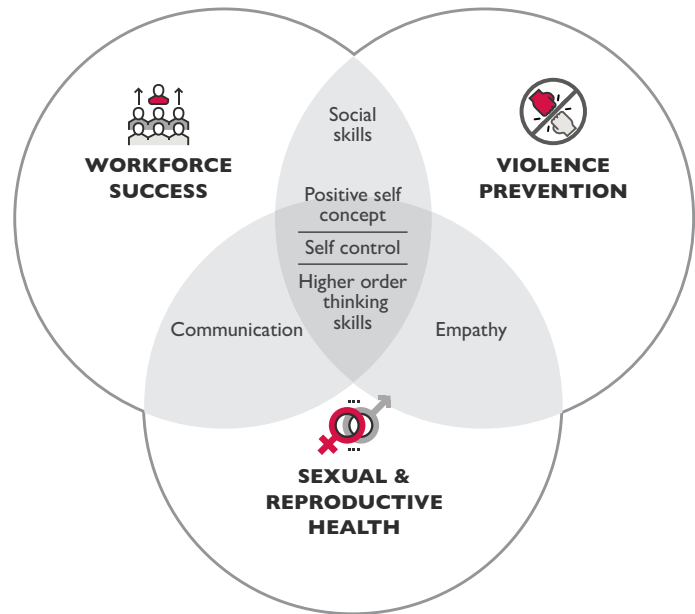 Social
skills
WORKFORCE
SUCCESS
VIOLENCE
PREVENTION
Positive self
concept
Self control
Higher order
thinking
skills
Communication
Empathy
SEXUAL &
REPRODUCTIVE
HEALTH